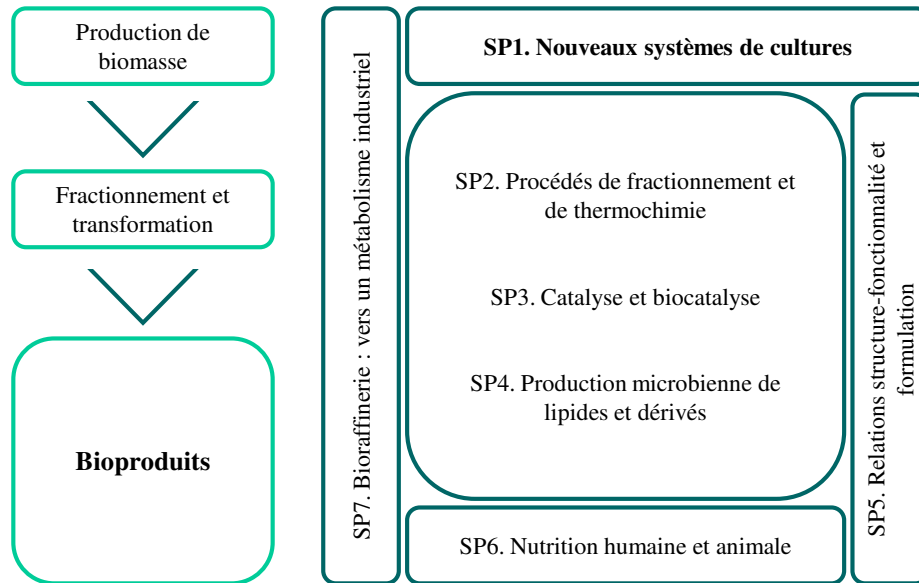 Production de
biomasse
Fractionnement et
transformation
Bioproduits
SP7. Bioraffinerie : vers un métabolisme industriel
SP1. Nouveaux systèmes de cultures
SP2. Procédés de fractionnement et
de thermochimie
SP3. Catalyse et biocatalyse
SP4. Production microbienne de
lipides et dérivés
SP5. Relations structure-fonctionnalité et
formulation
SP6. Nutrition humaine et animale